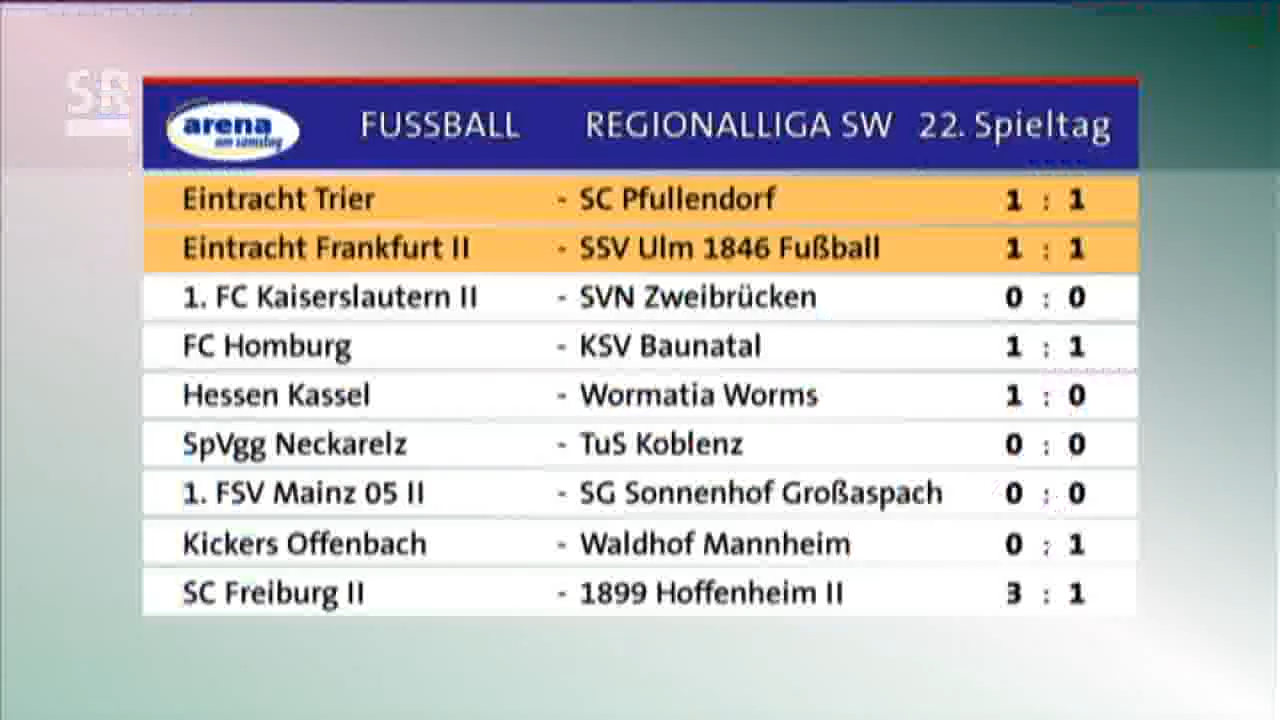 SR
arena
am samstag
FUSSBALL REGIONALLIGA SW 22. Spieltag
Eintracht Trier - SC Pfullendorf 1 : 1
Eintracht Frankfurt II - SSV Ulm 1846 Fußball 1 : 1
1. FC Kaiserslautern II - SVN Zweibrücken 0 : 0
FC Homburg - KSV Baunatal 1 : 1
Hessen Kassel - Wormatia Worms 1 : 0
SpVgg Neckarelz - TuS Koblenz 0 : 0
1. FSV Mainz 05 II - SG Sonnenhof Großaspach 0 : 0
Kickers Offenbach - Waldhof Mannheim 0 : 1
SC Freiburg II - 1899 Hoffenheim II 3 : 1